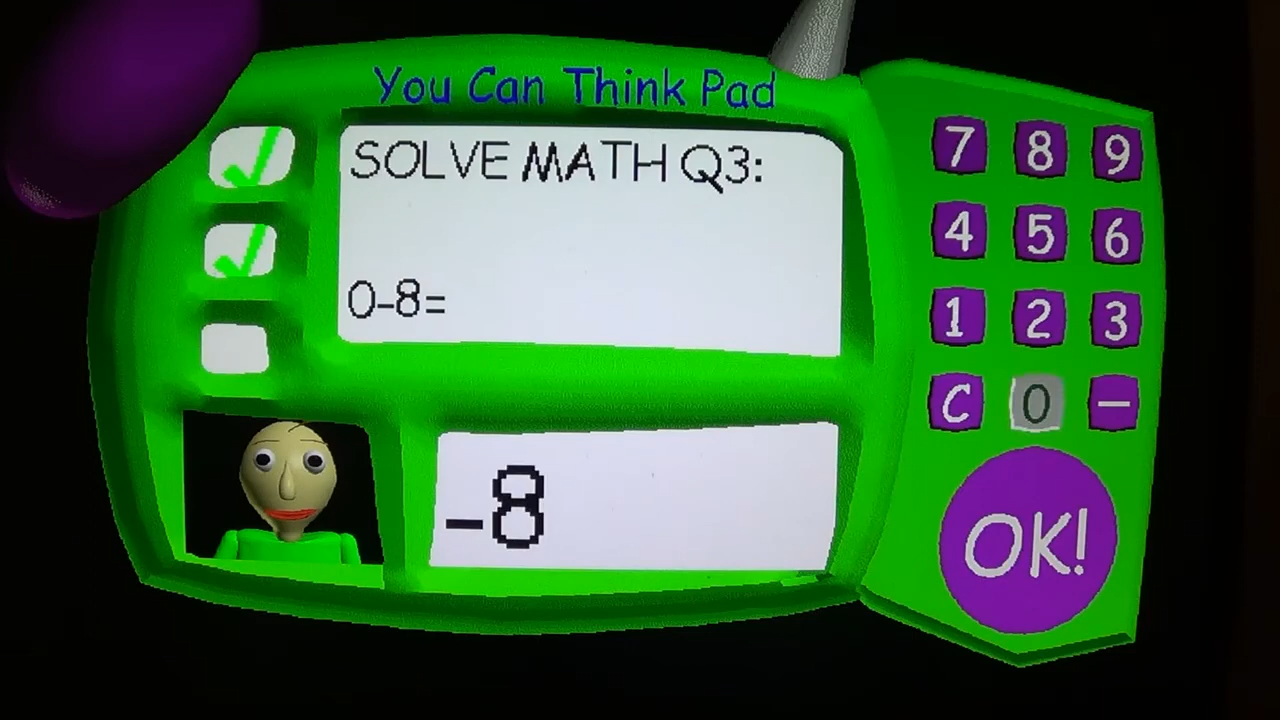 You Can Think Pad
SOLVE MATH Q3:
0-8=
-8
7 8 9
4 5 6
1 2 3
C 0 -
OK!